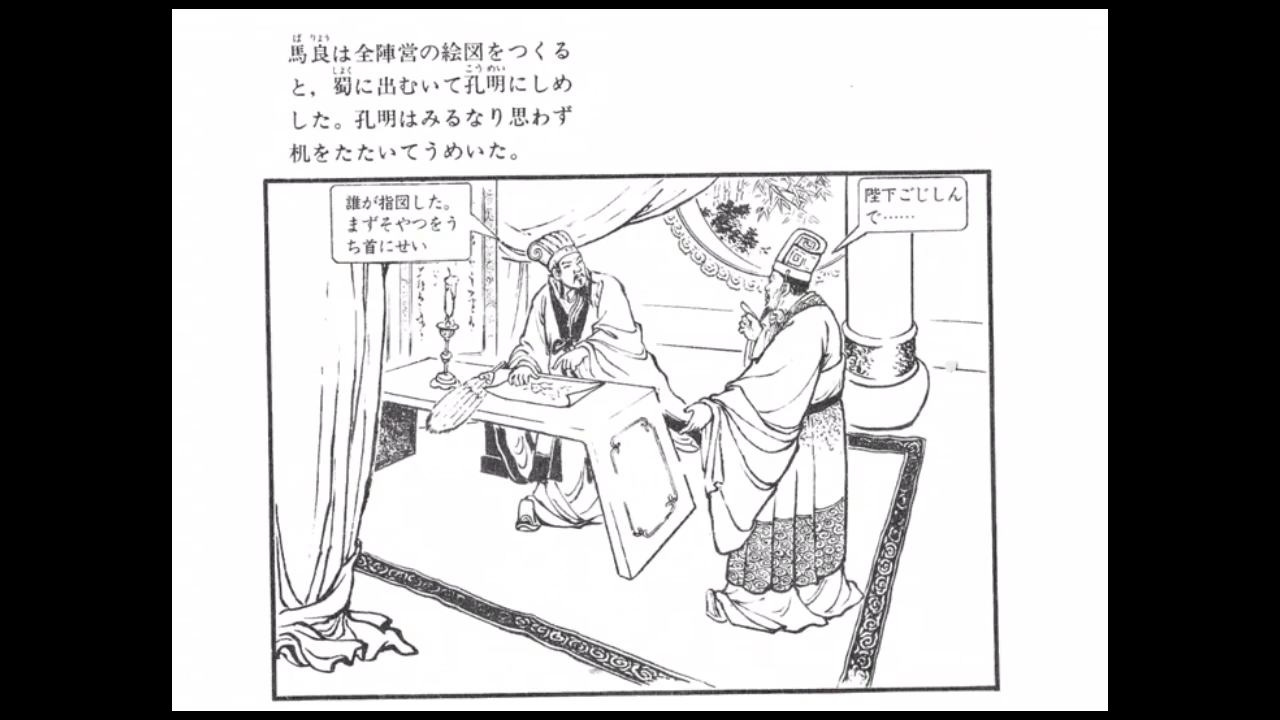 馬良は全陣営の絵図をつくる
と，蜀に出むいて孔明にしめ
した。孔明はみるなり思わず
机をたたいてうめいた。
誰が指図した。
まずそやつをう
ち首にせい
陛下ごじしん
で……